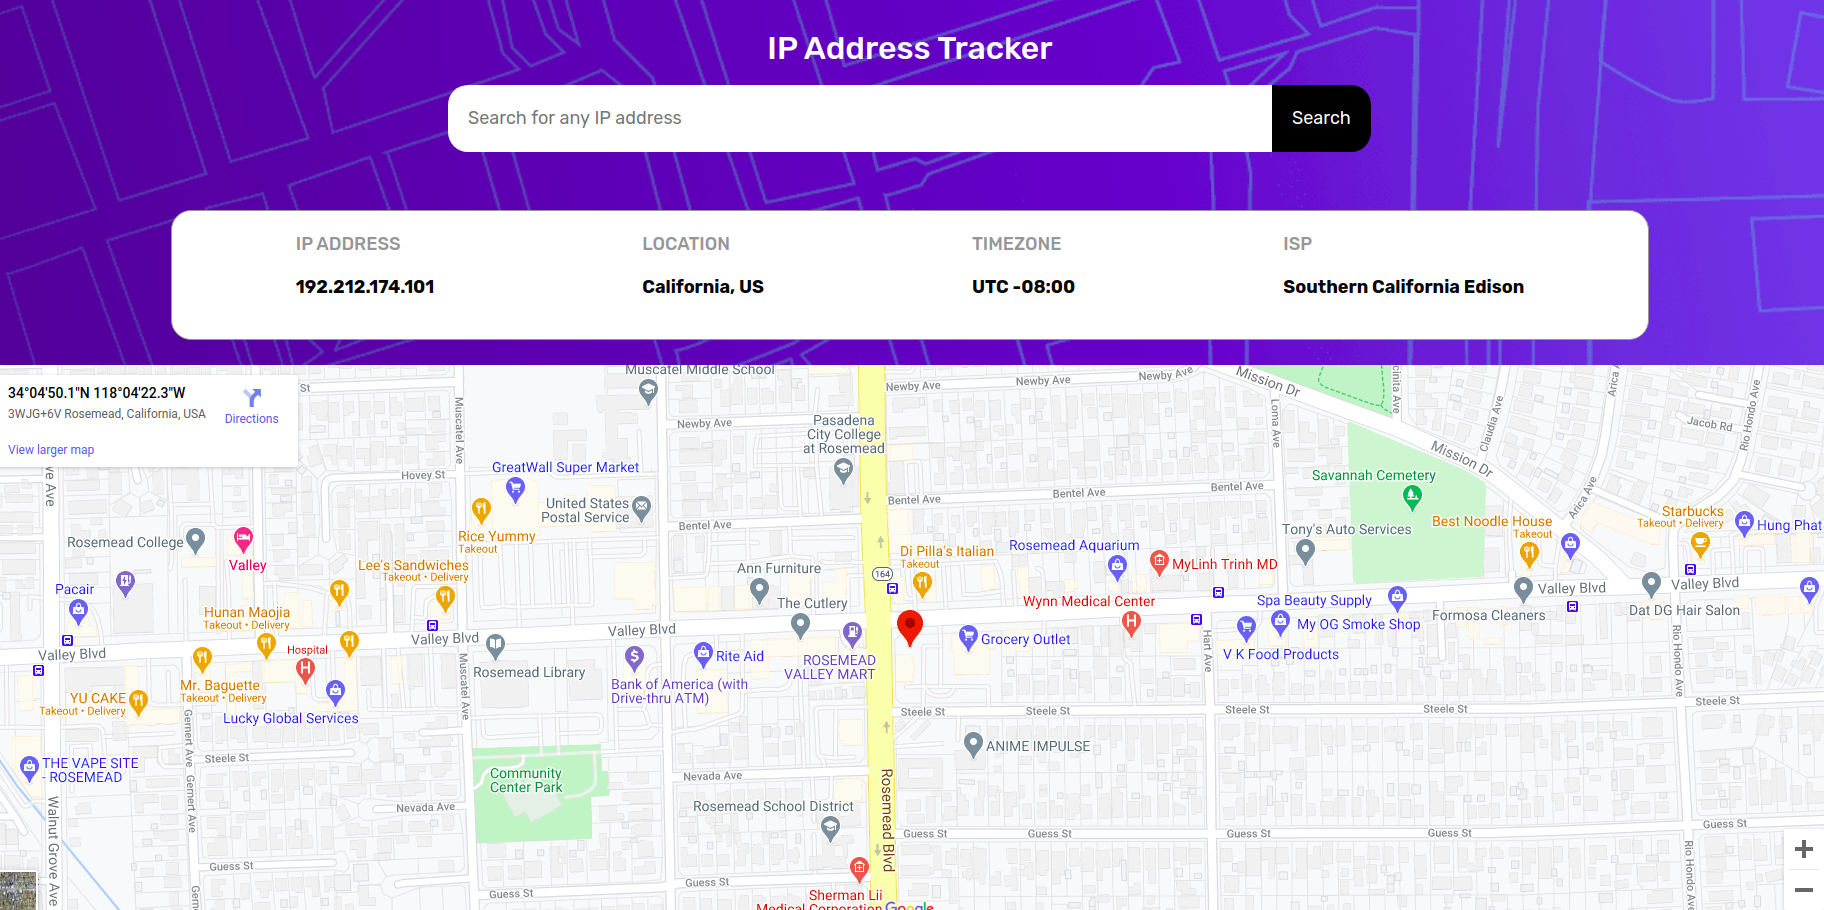 IP Address Tracker
Search for any IP address
Search
IP ADDRESS
192.212.174.101
LOCATION
California, US
TIMEZONE
UTC -08:00
ISP
Southern California Edison
34°04'50.1"N 118°04'22.3"W
3WJG+6V Rosemead, California, USA
Directions
View larger map
St
Muscatel Middle School
Newby Ave
Newby Ave
Newby Ave
Newby Ave
Mission Dr
Arica A
Rio Hondo Ave
Jacob Rd
Claudia Ave
Loma Ave
Muscatel Ave
Pasadena
City College
at Rosemead
Mission Dr
Hovey St
GreatWall Super Market
Savannah Cemetery
Bentel Ave
Bentel Ave
Bentel Ave
Bentel Ave
Arica Ave
United States
Postal Service
Rice Yummy
Takeout
Tony's Auto Services
Best Noodle House
Takeout
Starbucks
Takeout • Delivery
Hung Phat
Rosemead College
Valley
Lee's Sandwiches
Takeout • Delivery
Di Pilla's Italian
Takeout
Rosemead Aquarium
MyLinh Trinh MD
Ann Furniture
164
Pacair
Hunan Maojia
Takeout • Delivery
The Cutlery
Wynn Medical Center
Spa Beauty Supply
Valley Blvd
Valley Blvd
Formosa Cleaners
Dat DG Hair Salon
My OG Smoke Shop
Valley Blvd
Valley Blvd
Valley Blvd
Hospital
Rite Aid
Grocery Outlet
Hart Ave
V K Food Products
Rosemead Library
ROSEMEAD
VALLEY MART
Mr. Baguette
Takeout • Delivery
Bank of America (with
Drive-thru ATM)
YU CAKE
Takeout • Delivery
Lucky Global Services
Muscatel Ave
Rio Hondo Ave
Steele St
Steele St
Steele St
Steele St
Steele St
Gernert Ave
Steele St
ANIME IMPULSE
THE VAPE SITE
- ROSEMEAD
Community
Center Park
Nevada Ave
Gernert Ave
Nevada Ave
Rosemead School District
Rosemead Blvd
Walnut Grove Ave
Guess St
Guess St
Guess St
Guess St
Guess St
Guess St
Guess St
Guess St
Rio Hondo Ave
Sherman Lii
Medical Corporation
Google